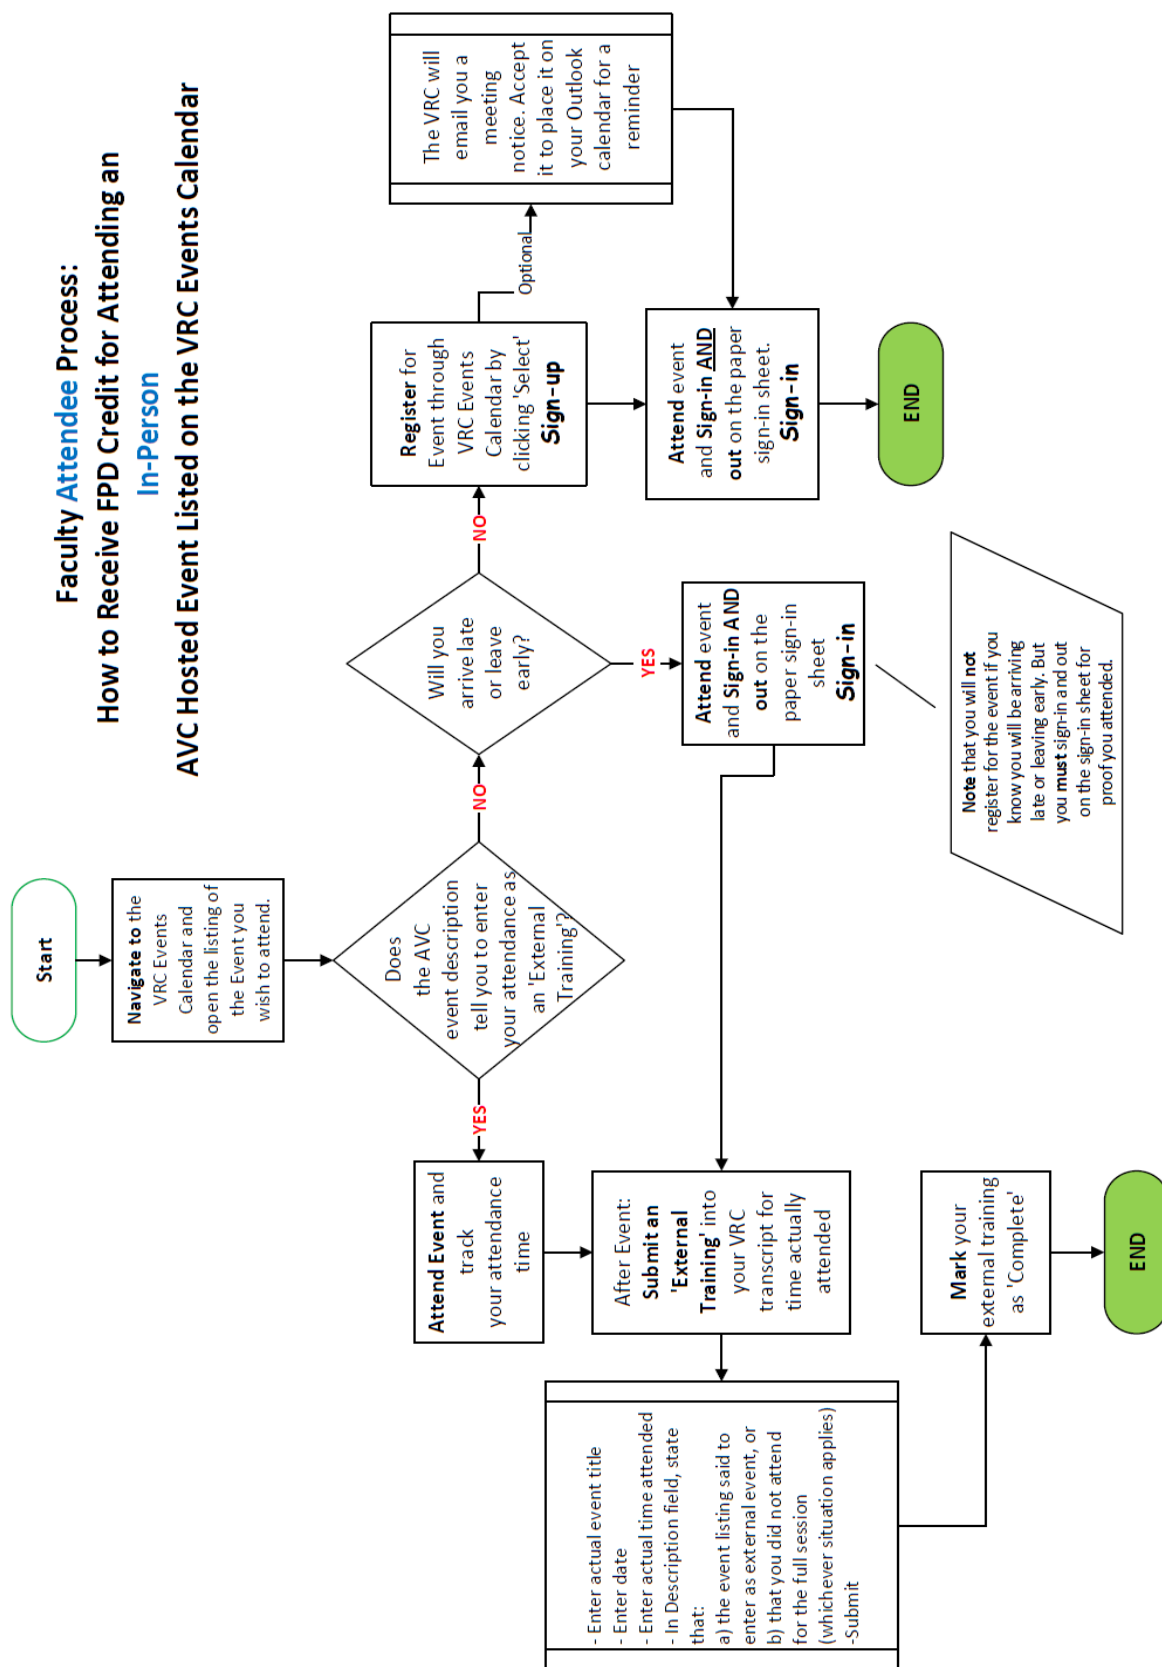 Faculty Attendee Process:
How to Receive FPD Credit for Attending an
In-Person
AVC Hosted Event Listed on the VRC Events Calendar
Start
Navigate to the
VRC Events
Calendar and
open the listing of
the Event you
wish to attend.
Does
the AVC
event description
tell you to enter
your attendance as
an 'External
Training'?
YES
NO
Attend Event and
track
your attendance
time
After Event:
Submit an
'External
Training' into
your VRC
transcript for
time actually
attended
- Enter actual event title
- Enter date
- Enter actual time attended
- In Description field, state
that:
a) the event listing said to
enter as external event, or
b) that you did not attend
for the full session
(whichever situation applies)
-Submit
Mark your
external training
as 'Complete'
END
Will you
arrive late
or leave
early?
YES
NO
Attend event
and Sign-in AND
out on the
paper sign-in
sheet
Sign-in
Note that you will not
register for the event if you
know you will be arriving
late or leaving early. But
you must sign-in and out
on the sign-in sheet for
proof you attended.
Register for
Event through
VRC Events
Calendar by
clicking 'Select'
Sign-up
Optional
The VRC will
email you a
meeting
notice. Accept
it to place it on
your Outlook
calendar for a
reminder
Attend event
and Sign-in AND
out on the paper
sign-in sheet.
Sign-in
END